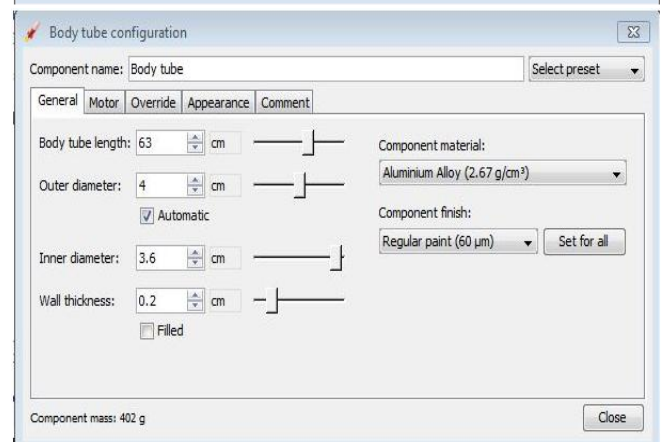 Body tube configuration
Component name: Body tube Select preset
General Motor Override Appearance Comment
Body tube length: 63 cm
Component material:
Aluminium Alloy (2.67 g/cm³)
Outer diameter: 4 cm
Automatic
Component finish:
Regular paint (60 µm) Set for all
Inner diameter: 3.6 cm
Wall thickness: 0.2 cm
Filled
Component mass: 402 g Close